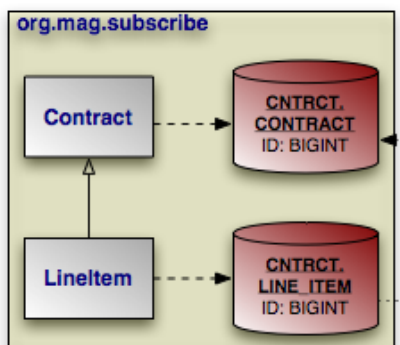 org.mag.subscribe
Contract
CNTRCT.
CONTRACT
ID: BIGINT
LineItem
CNTRCT.
LINE_ITEM
ID: BIGINT